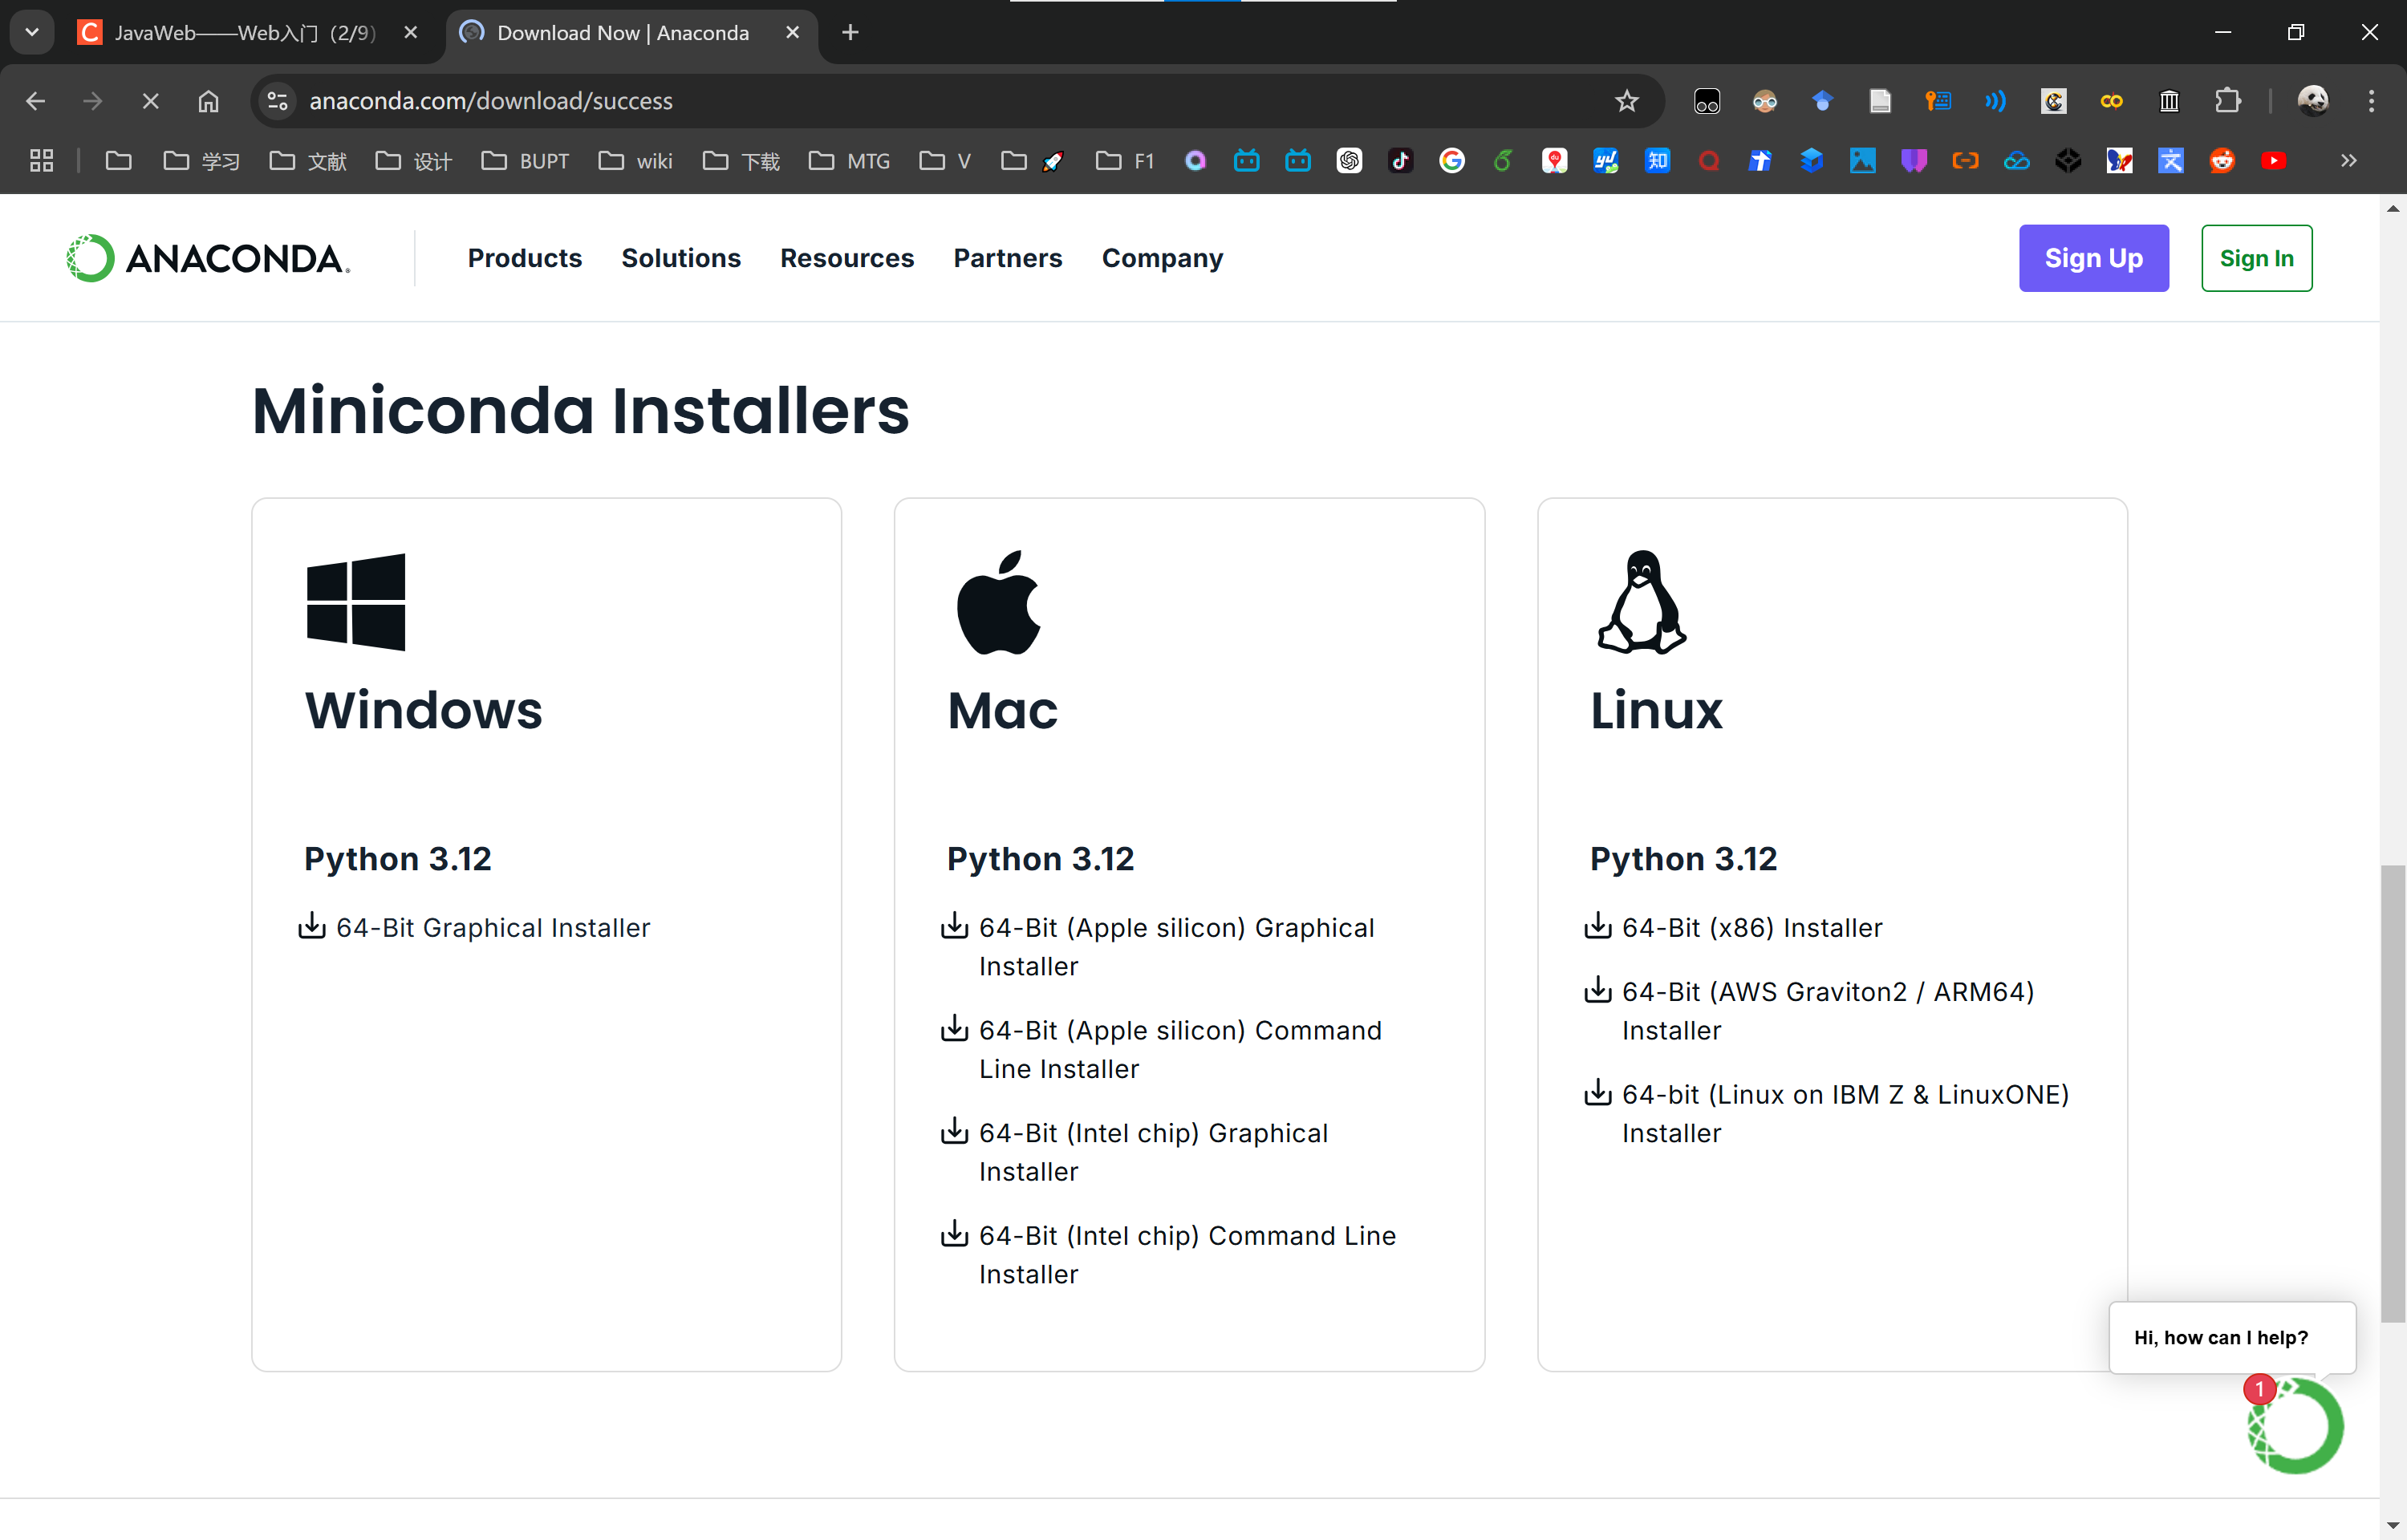 JavaWeb——Web入门（2/9）
Download Now | Anaconda
anaconda.com/download/success
学习 文献 设计 BUPT wiki 下载 MTG V F1
ANACONDA.
Products Solutions Resources Partners Company
Sign Up Sign In
Miniconda Installers
Windows
Python 3.12
64-Bit Graphical Installer
Mac
Python 3.12
64-Bit (Apple silicon) Graphical
Installer
64-Bit (Apple silicon) Command
Line Installer
64-Bit (Intel chip) Graphical
Installer
64-Bit (Intel chip) Command Line
Installer
Linux
Python 3.12
64-Bit (x86) Installer
64-Bit (AWS Graviton2 / ARM64)
Installer
64-bit (Linux on IBM Z & LinuxONE)
Installer
Hi, how can I help?
1